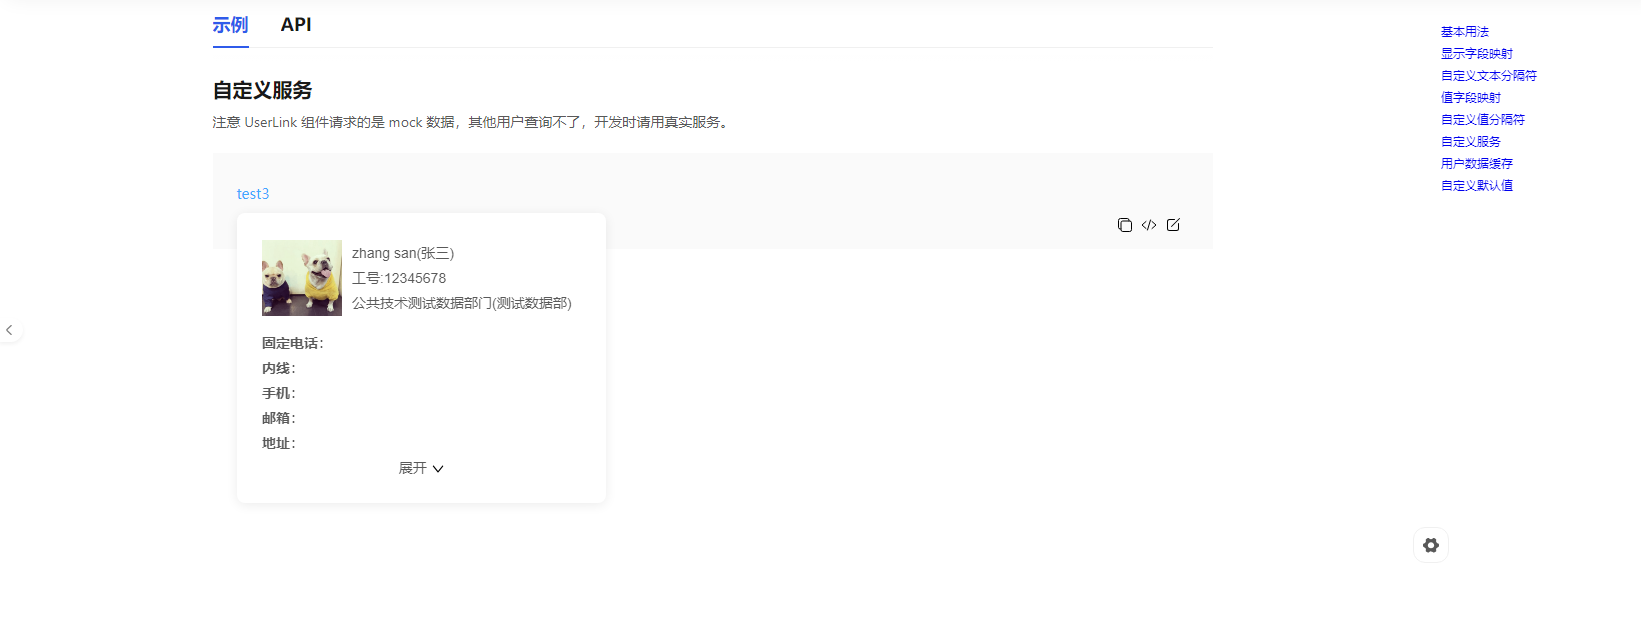 示例
API
自定义服务
注意 UserLink 组件请求的是 mock 数据，其他用户查询不了，开发时请用真实服务。
test3
zhang san(张三)
工号:12345678
公共技术测试数据部门(测试数据部)
固定电话：
内线：
手机：
邮箱：
地址：
展开
基本用法
显示字段映射
自定义文本分隔符
值字段映射
自定义值分隔符
自定义服务
用户数据缓存
自定义默认值